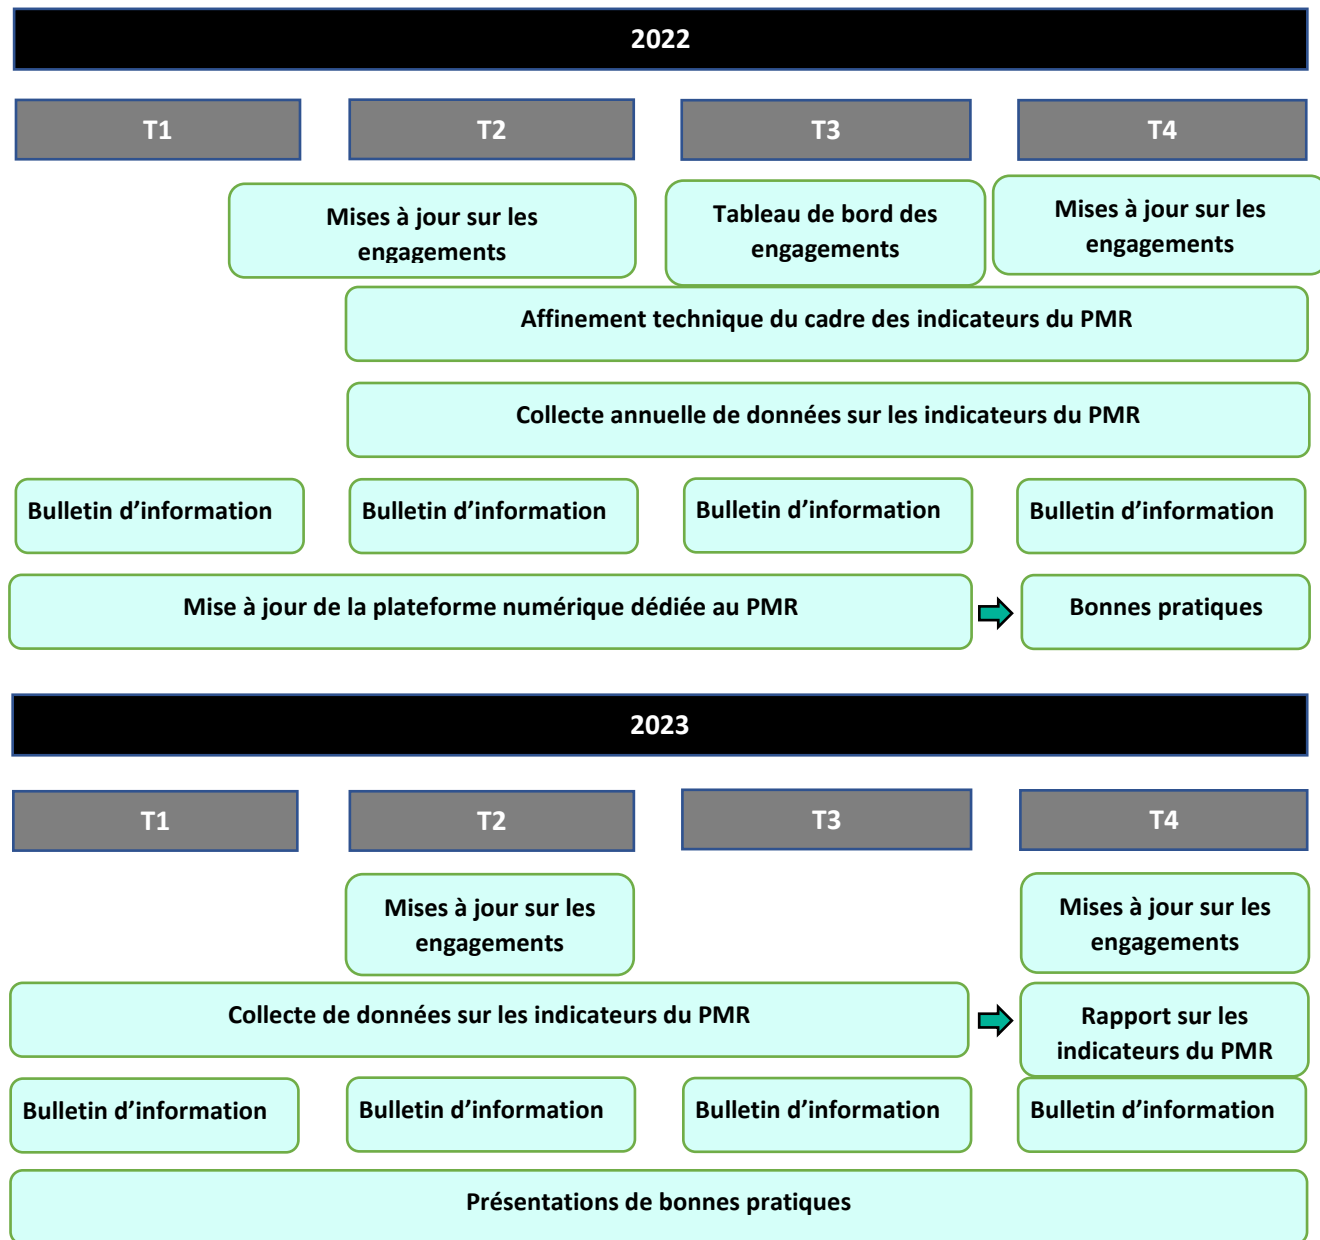 2022
T1
T2
T3
T4
Mises à jour sur les
engagements
Tableau de bord des
engagements
Mises à jour sur les
engagements
Affinement technique du cadre des indicateurs du PMR
Collecte annuelle de données sur les indicateurs du PMR
Bulletin d’information
Bulletin d’information
Bulletin d’information
Bulletin d’information
Mise à jour de la plateforme numérique dédiée au PMR
Bonnes pratiques
2023
T1
T2
T3
T4
Mises à jour sur les
engagements
Mises à jour sur les
engagements
Collecte de données sur les indicateurs du PMR
Rapport sur les
indicateurs du PMR
Bulletin d’information
Bulletin d’information
Bulletin d’information
Bulletin d’information
Présentations de bonnes pratiques